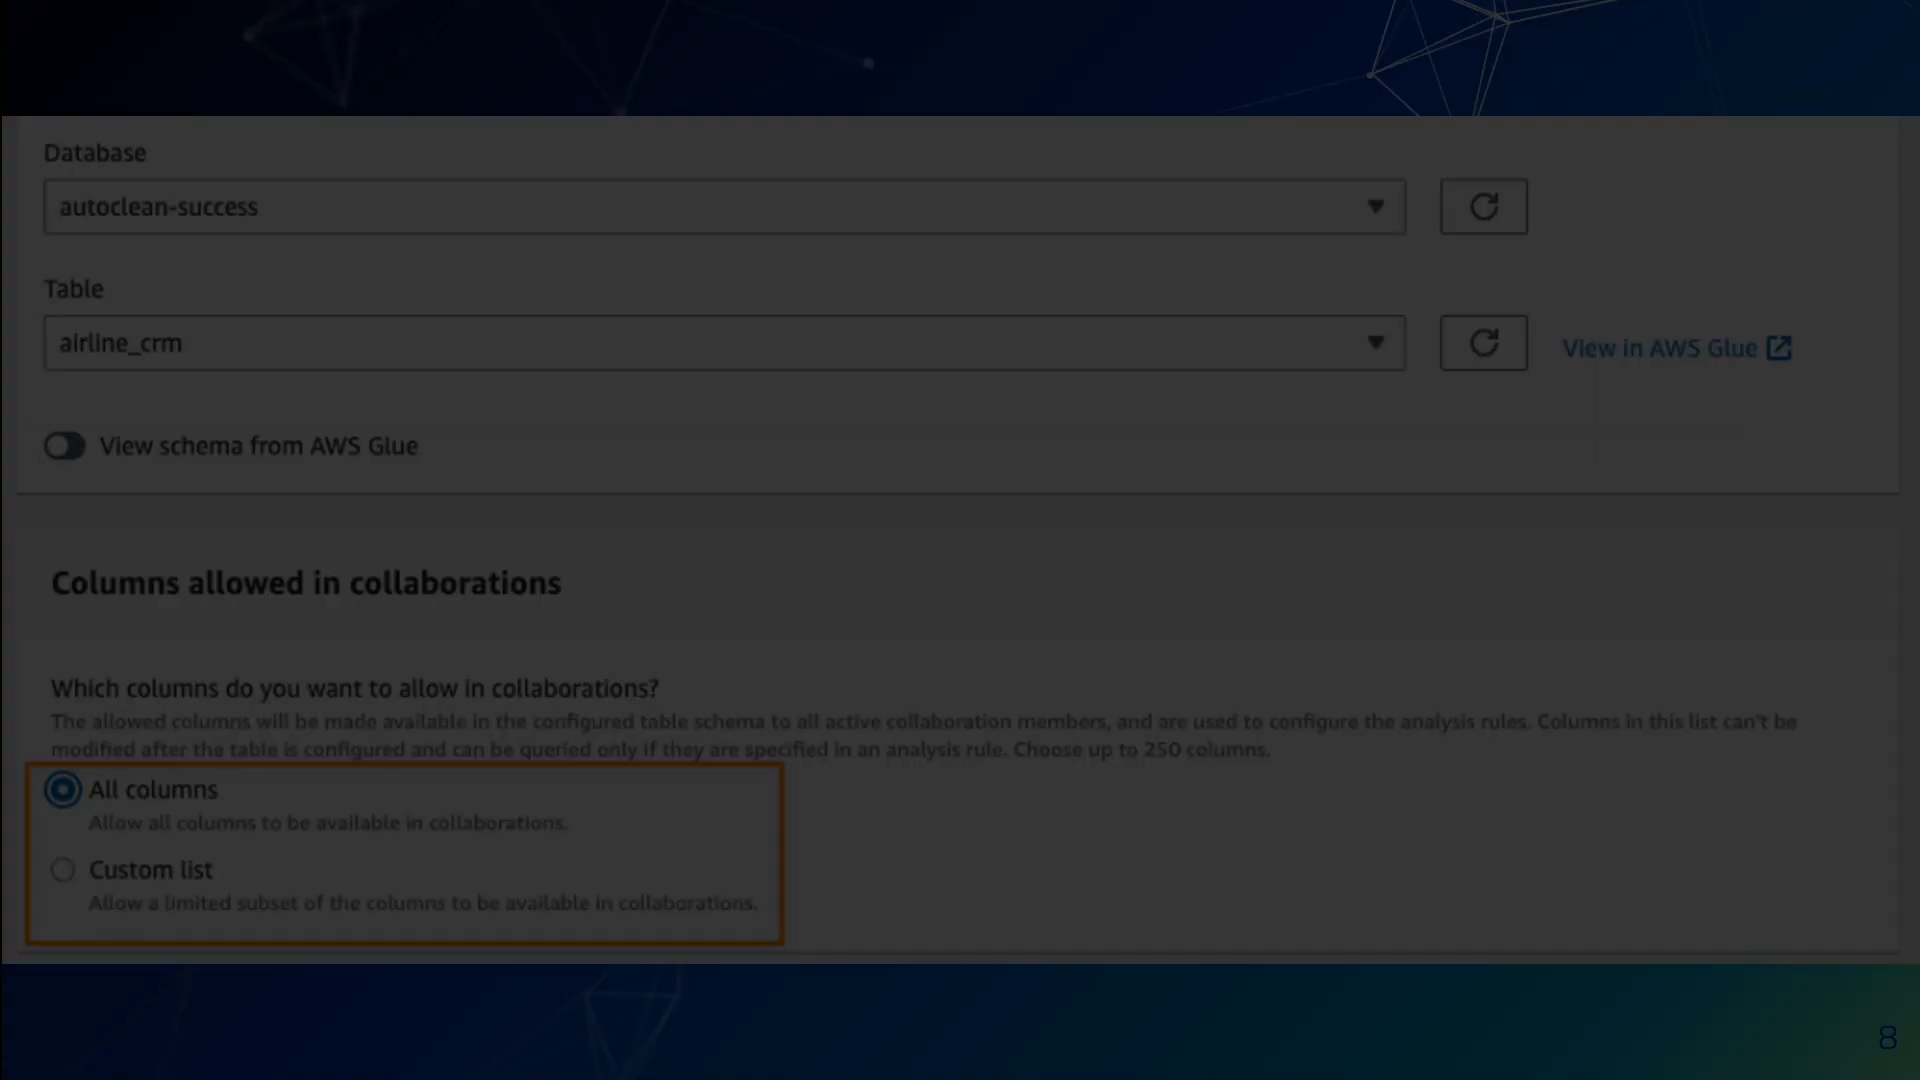 Database
autoclean-success
Table
airline_crm
View in AWS Glue
View schema from AWS Glue
Columns allowed in collaborations
Which columns do you want to allow in collaborations?
The allowed columns will be made available in the configured table schema to all active collaboration members, and are used to configure the analysis rules. Columns in this list can't be
modified after the table is configured and can be queried only if they are specified in an analysis rule. Choose up to 250 columns.
All columns
Allow all columns to be available in collaborations.
Custom list
Allow a limited subset of the columns to be available in collaborations.
8